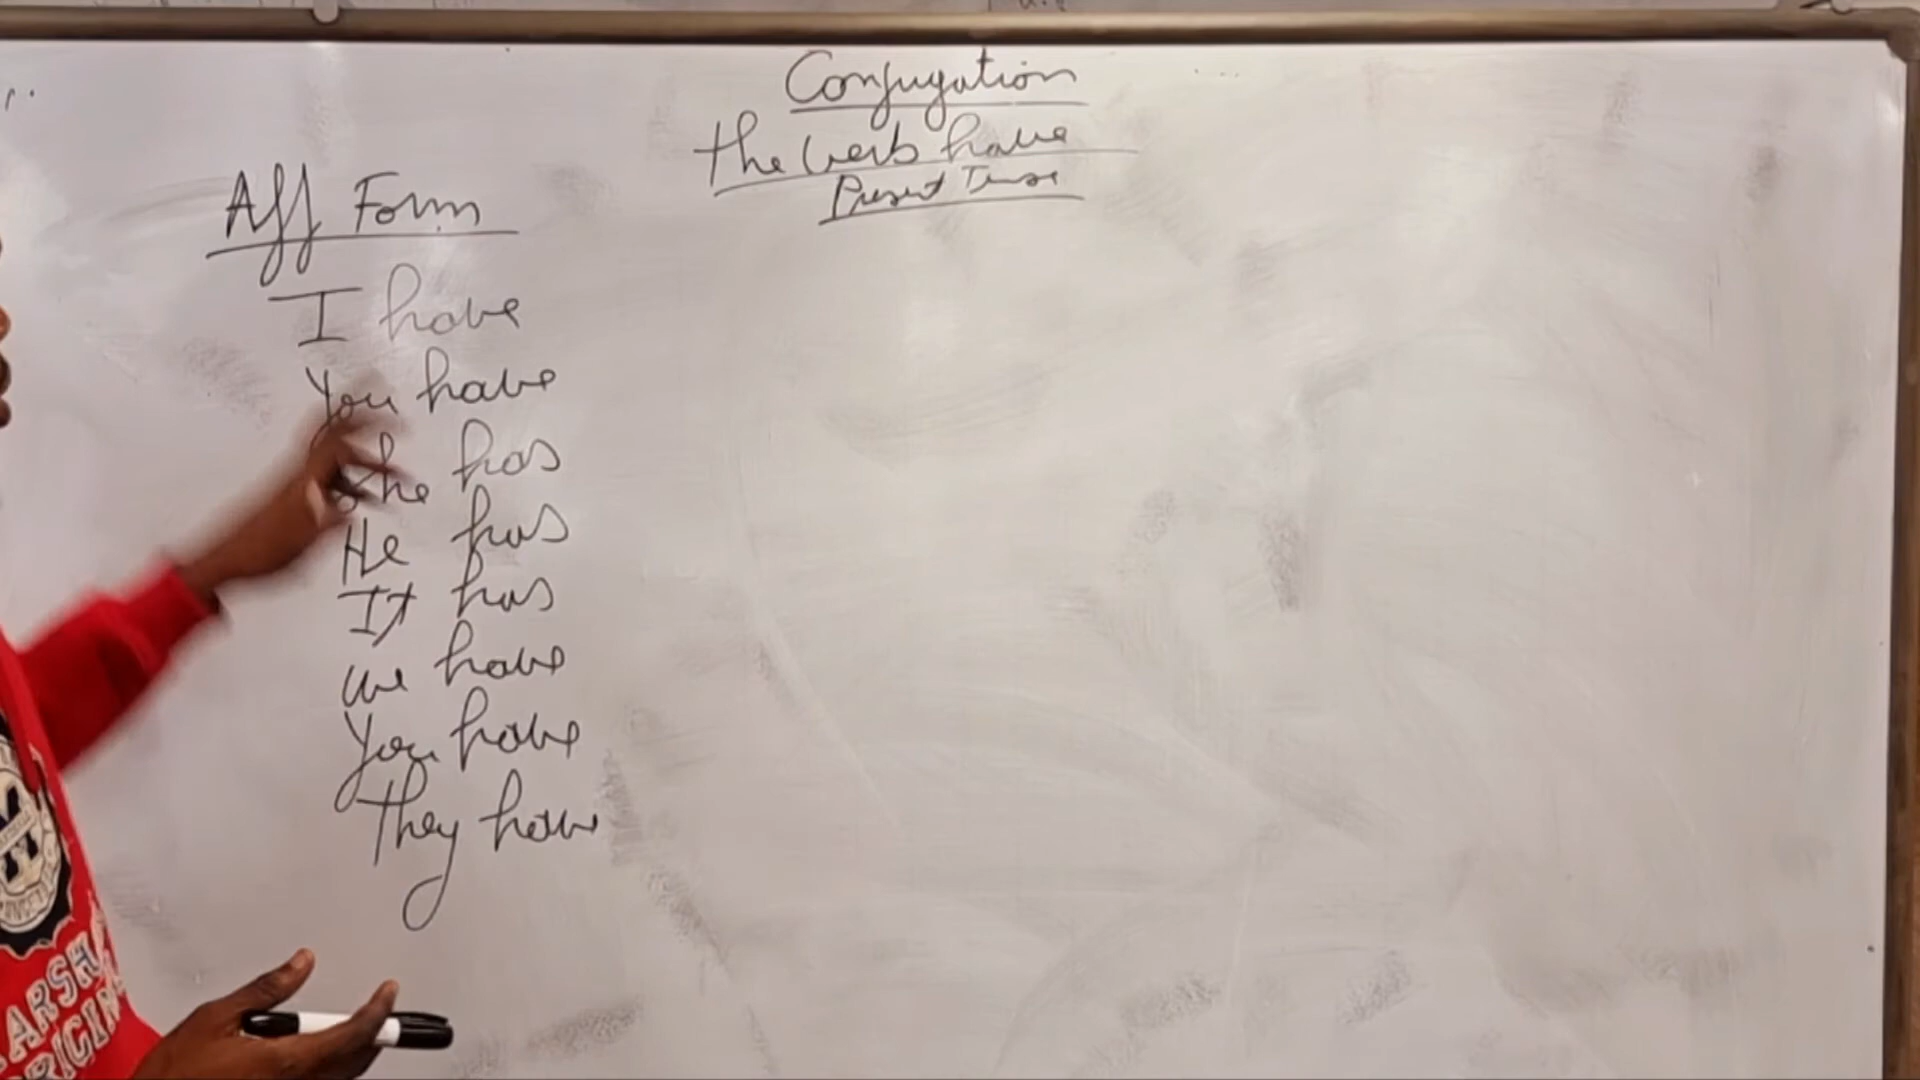 Conjugation
the verb have
Present Tense
Aff Form
I have
You have
She has
He has
It has
we have
You have
They have